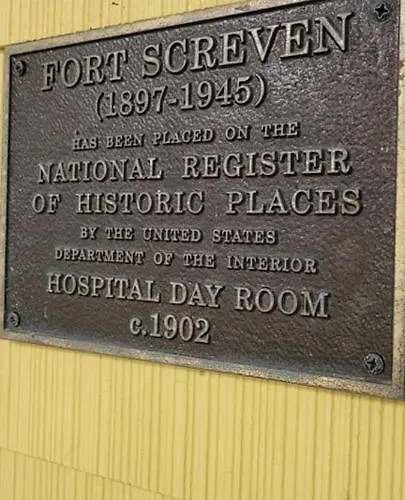 FORT SCREVEN
(1897-1945)
HAS BEEN PLACED ON THE
NATIONAL REGISTER
OF HISTORIC PLACES
BY THE UNITED STATES
DEPARTMENT OF THE INTERIOR
HOSPITAL DAY ROOM
c.1902